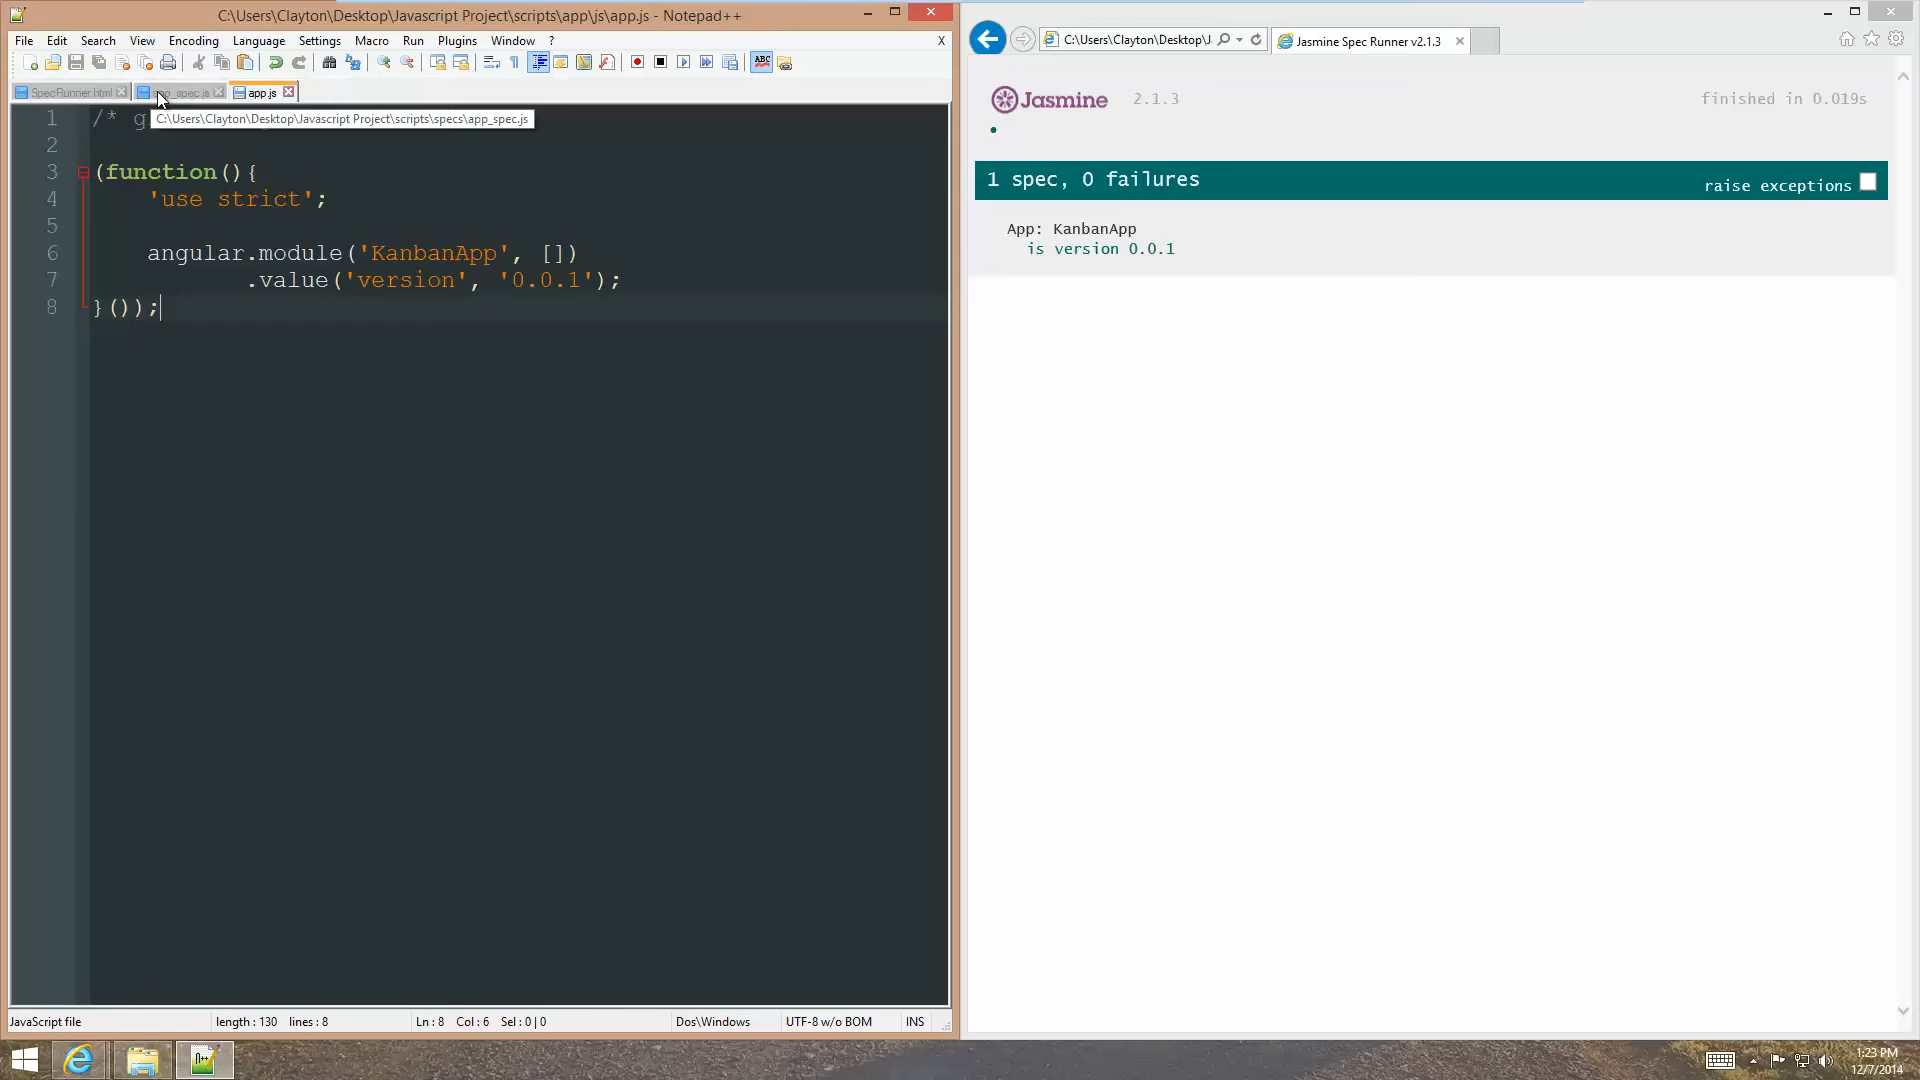 C:\Users\Clayton\Desktop\Javascript Project\scripts\app\js\app.js - Notepad++
File Edit Search View Encoding Language Settings Macro Run Plugins Window ? X
SpecRunner.html app_spec.js app.js
C:\Users\Clayton\Desktop\Javascript Project\scripts\specs\app_spec.js
1 /* g
2
3 (function(){
4 'use strict';
5
6 angular.module('KanbanApp', [])
7 .value('version', '0.0.1');
8 }());
JavaScript file length : 130 lines : 8 Ln : 8 Col : 6 Sel : 0 | 0 Dos\Windows UTF-8 w/o BOM INS
C:\Users\Clayton\Desktop\J
Jasmine Spec Runner v2.1.3
Jasmine 2.1.3 finished in 0.019s
1 spec, 0 failures
raise exceptions
App: KanbanApp
is version 0.0.1
1:23 PM
12/7/2014